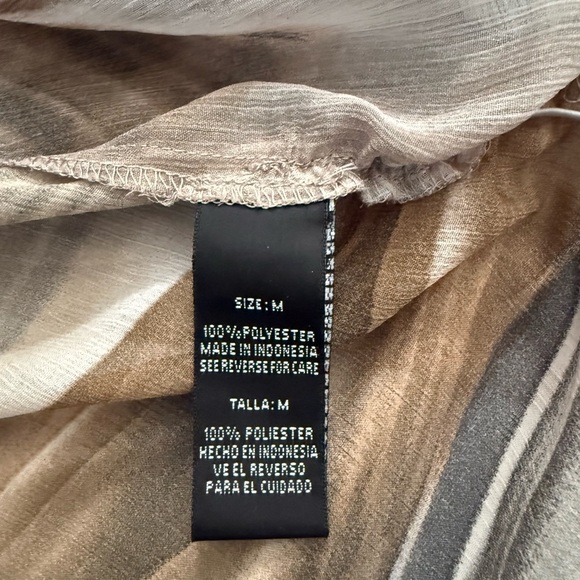 SIZE: M
100% POLYESTER
MADE IN INDONESIA
SEE REVERSE FOR CARE
TALLA: M
100% POLIESTER
HECHO EN INDONESIA
VE EL REVERSO
PARA EL CUIDADO